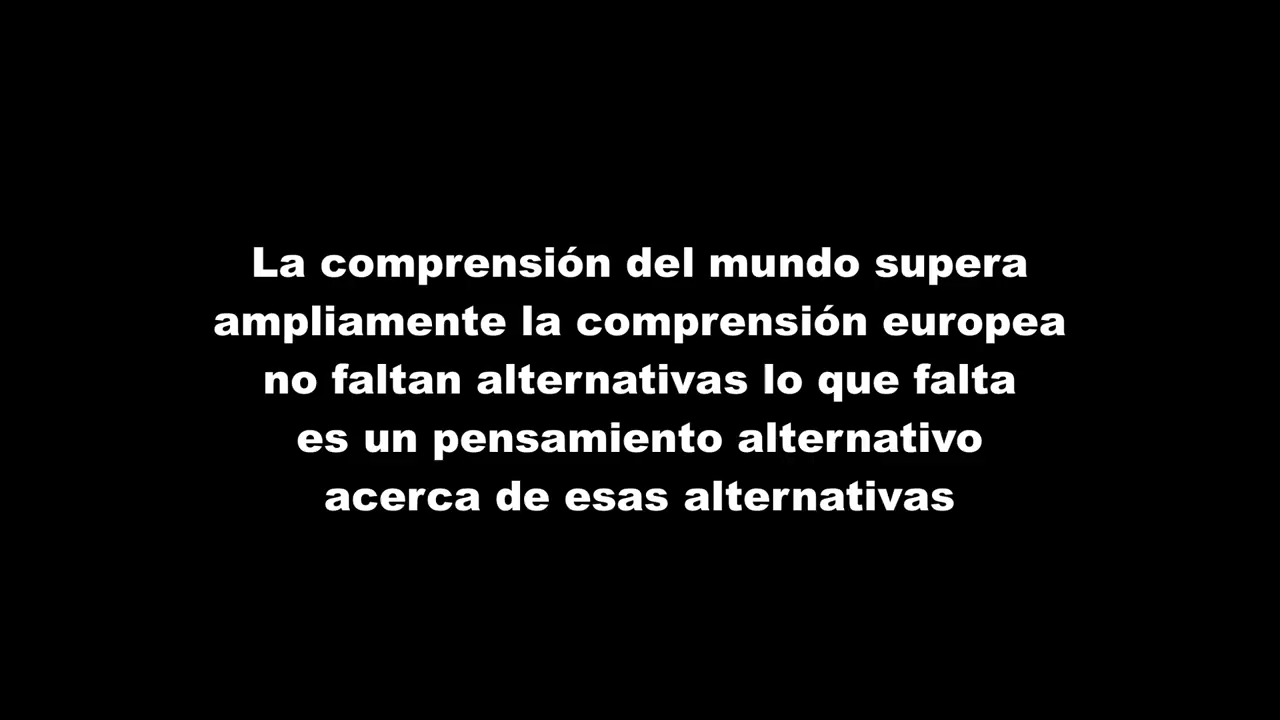 La comprensión del mundo supera
ampliamente la comprensión europea
no faltan alternativas lo que falta
es un pensamiento alternativo
acerca de esas alternativas